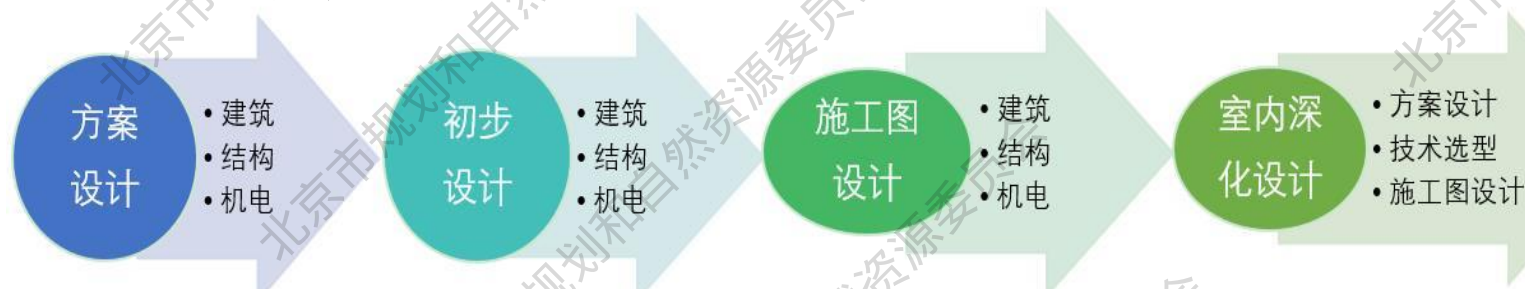 方案
设计
• 建筑
• 结构
• 机电
初步
设计
• 建筑
• 结构
• 机电
施工图
设计
• 建筑
• 结构
• 机电
室内深
化设计
• 方案设计
• 技术选型
• 施工图设计
北京市规划和自然资源委员会